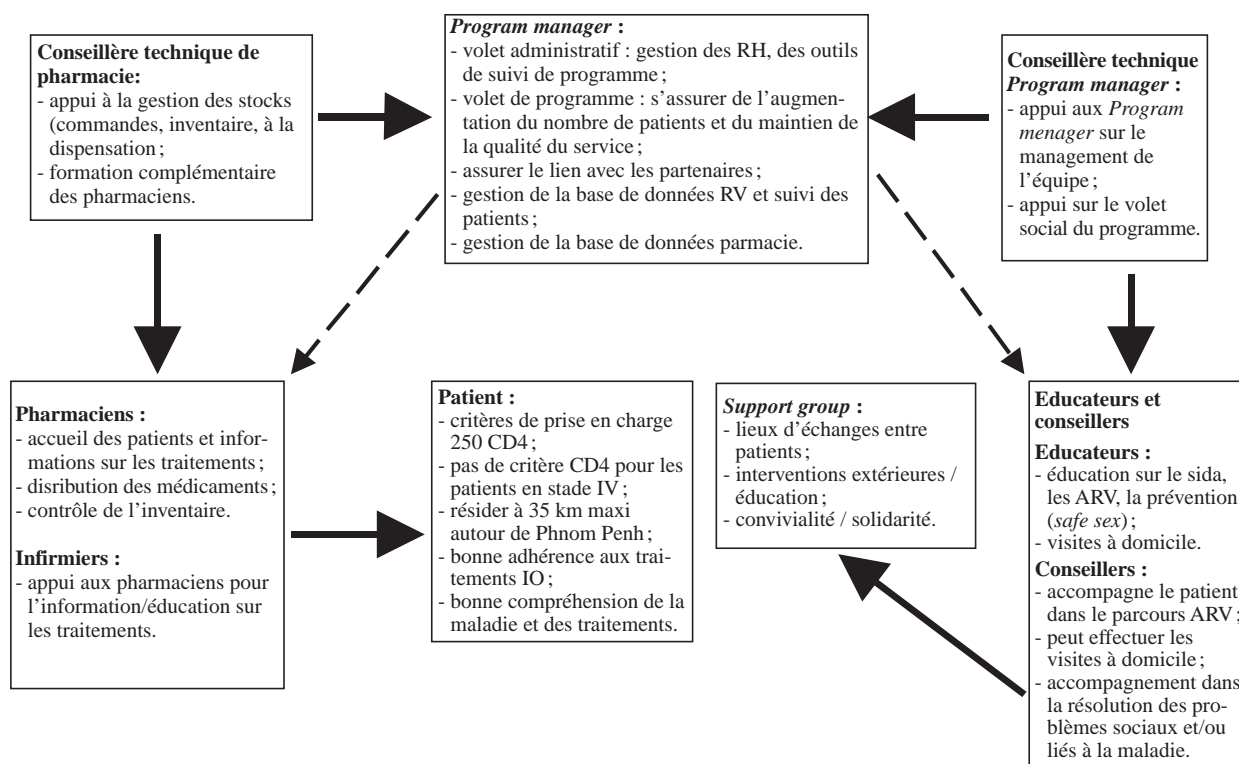 Conseillère technique de
pharmacie:
- appui à la gestion des stocks
(commandes, inventaire, à la
dispensation ;
- formation complémentaire
des pharmaciens.
Program manager :
- volet administratif : gestion des RH, des outils
de suivi de programme ;
- volet de programme : s’assurer de l’augmen-
tation du nombre de patients et du maintien de
la qualité du service ;
- assurer le lien avec les partenaires ;
- gestion de la base de données RV et suivi des
patients ;
- gestion de la base de données parmacie.
Conseillère technique
Program manager :
- appui aux Program
menager sur le
management de
l’équipe ;
- appui sur le volet
social du programme.
Pharmaciens :
- accueil des patients et infor-
mations sur les traitements ;
- disribution des médicaments ;
- contrôle de l’inventaire.
Infirmiers :
- appui aux pharmaciens pour
l’information/éducation sur
les traitements.
Patient :
- critères de prise en charge
250 CD4 ;
- pas de critère CD4 pour les
patients en stade IV ;
- résider à 35 km maxi
autour de Phnom Penh ;
- bonne adhérence aux trai-
tements IO ;
- bonne compréhension de la
maladie et des traitements.
Support group :
- lieux d’échanges entre
patients ;
- interventions extérieures /
éducation ;
- convivialité / solidarité.
Educateurs et
conseillers
Educateurs :
- éducation sur le sida,
les ARV, la prévention
(safe sex) ;
- visites à domicile.
Conseillers :
- accompagne le patient
dans le parcours ARV ;
- peut effectuer les
visites à domicile ;
- accompagnement dans
la résolution des pro-
blèmes sociaux et/ou
liés à la maladie.